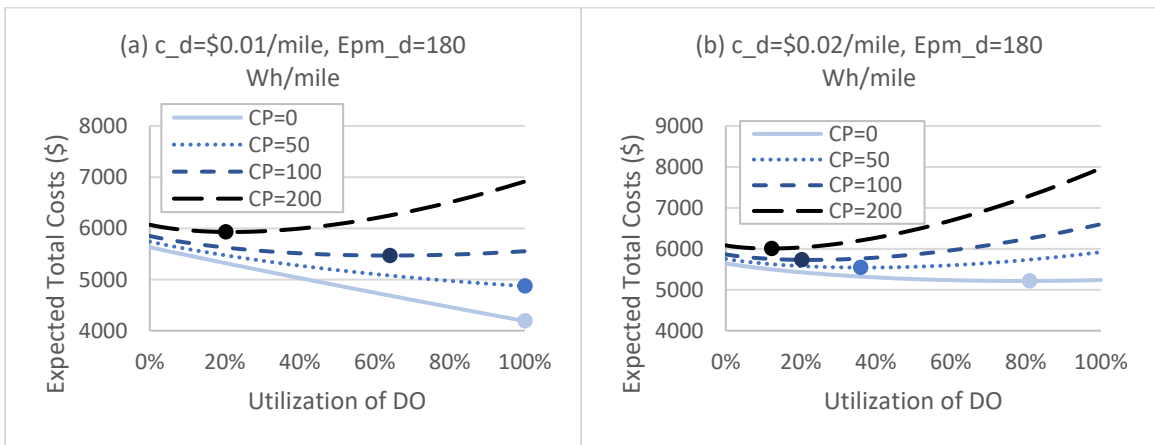 (a) c_d=$0.01/mile, Epm_d=180
Wh/mile
Expected Total Costs ($)
8000
7000
6000
5000
4000
CP=0
CP=50
CP=100
CP=200
0% 20% 40% 60% 80% 100%
Utilization of DO
(b) c_d=$0.02/mile, Epm_d=180
Wh/mile
Expected Total Costs ($)
9000
8000
7000
6000
5000
4000
CP=0
CP=50
CP=100
CP=200
0% 20% 40% 60% 80% 100%
Utilization of DO